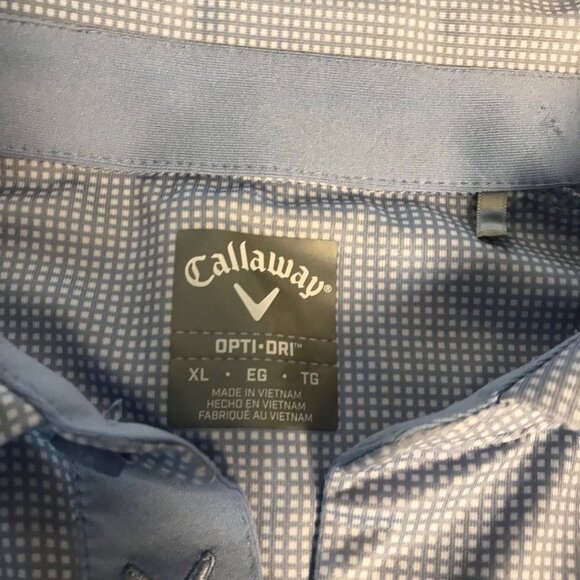 Callaway®
OPTI·DRI™
XL · EG · TG
MADE IN VIETNAM
HECHO EN VIETNAM
FABRIQUÉ AU VIETNAM